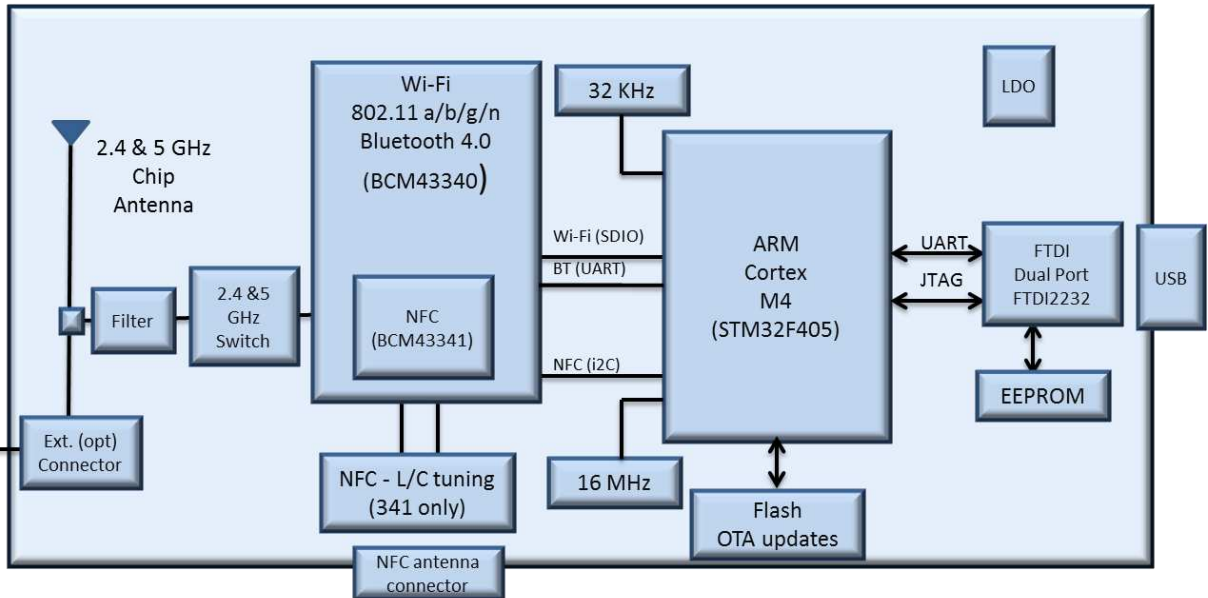 Wi-Fi
802.11 a/b/g/n
Bluetooth 4.0
(BCM43340)
32 KHz
LDO
2.4 & 5 GHz
Chip
Antenna
Wi-Fi (SDIO)
BT (UART)
ARM
Cortex
M4
(STM32F405)
UART
JTAG
FTDI
Dual Port
FTDI2232
USB
Filter
2.4 &5
GHz
Switch
NFC
(BCM43341)
NFC (i2C)
EEPROM
Ext. (opt)
Connector
NFC - L/C tuning
(341 only)
16 MHz
Flash
OTA updates
NFC antenna
connector